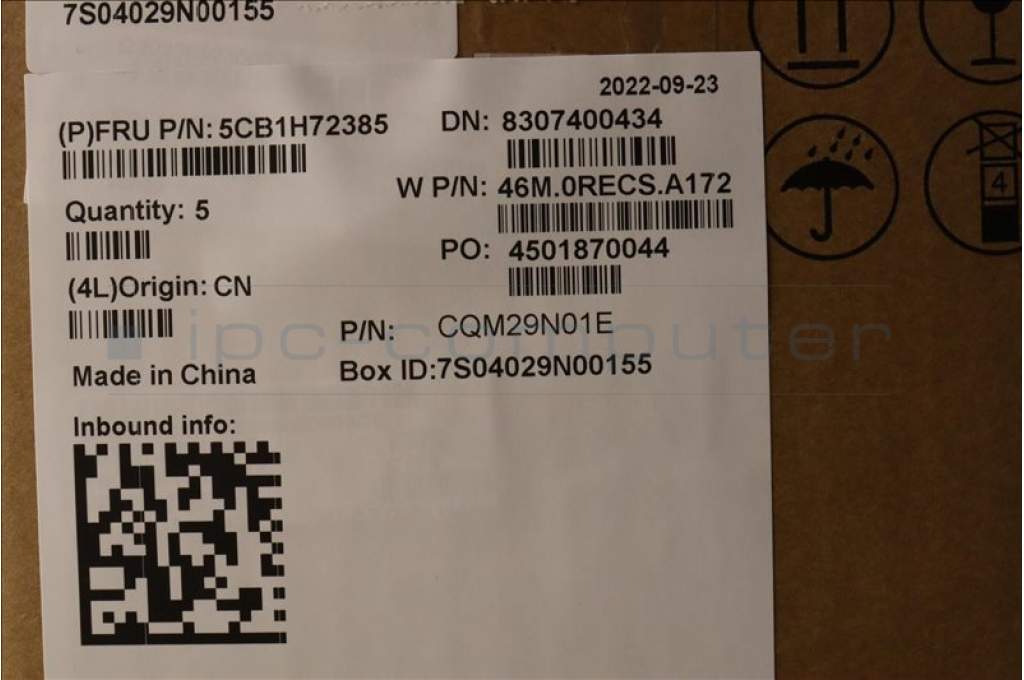 7S04029N00155
2022-09-23
(P)FRU P/N: 5CB1H72385
DN: 8307400434
W P/N: 46M.0RECS.A172
Quantity: 5
PO: 4501870044
(4L)Origin: CN
P/N: CQM29N01E
ipc-computer
Made in China
Box ID:7S04029N00155
Inbound info:
4